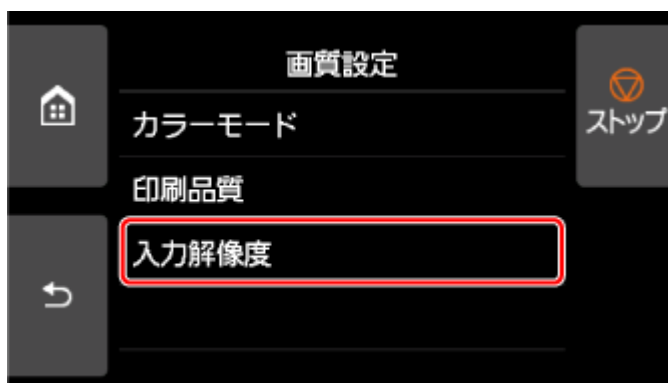 画質設定
カラーモード
印刷品質
入力解像度
ストップ